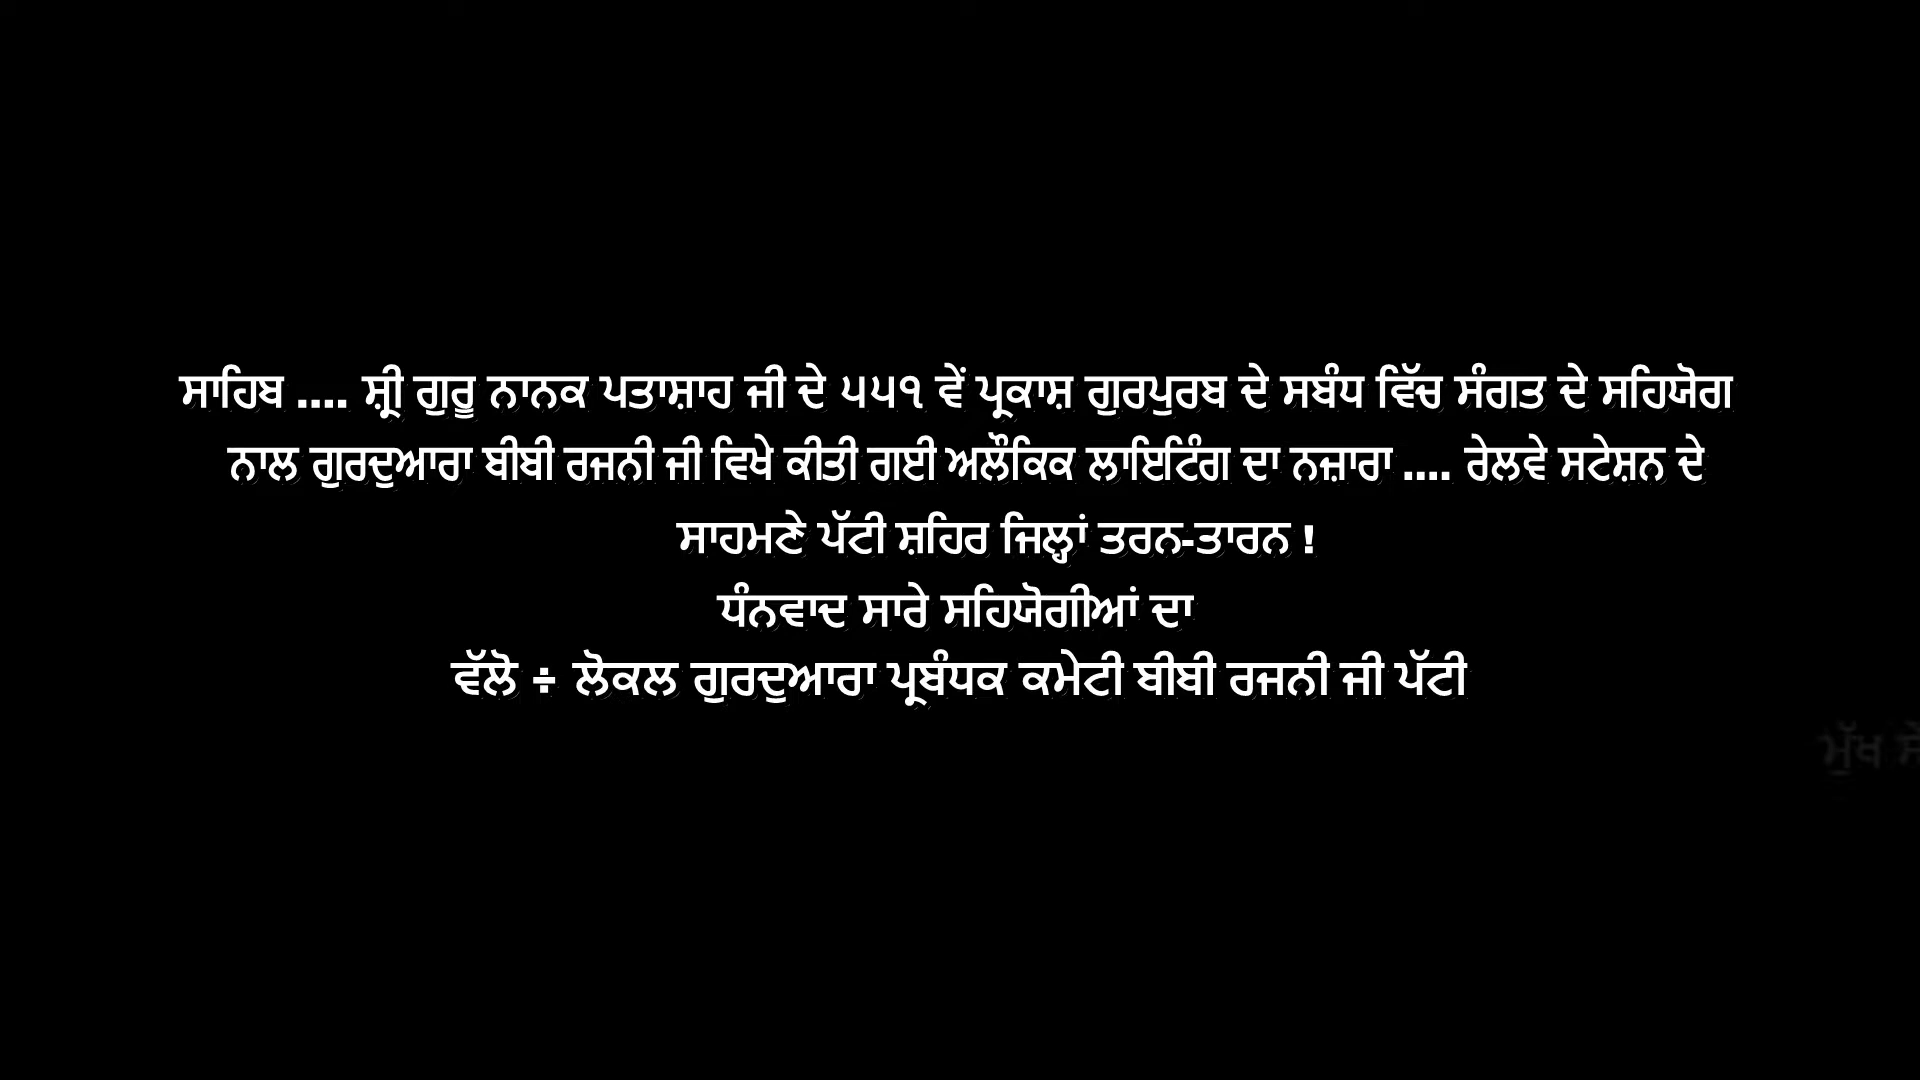 ਸਾਹਿਬ .... ਸ਼੍ਰੀ ਗੁਰੂ ਨਾਨਕ ਪਤਾਸ਼ਾਹ ਜੀ ਦੇ ੫੫੧ ਵੇਂ ਪ੍ਰਕਾਸ਼ ਗੁਰਪੁਰਬ ਦੇ ਸਬੰਧ ਵਿੱਚ ਸੰਗਤ ਦੇ ਸਹਿਯੋਗ
ਨਾਲ ਗੁਰਦੁਆਰਾ ਬੀਬੀ ਰਜਨੀ ਜੀ ਵਿਖੇ ਕੀਤੀ ਗਈ ਅਲੌਕਿਕ ਲਾਇਟਿੰਗ ਦਾ ਨਜ਼ਾਰਾ .... ਰੇਲਵੇ ਸਟੇਸ਼ਨ ਦੇ
ਸਾਹਮਣੇ ਪੱਟੀ ਸ਼ਹਿਰ ਜਿਲ੍ਹਾਂ ਤਰਨ-ਤਾਰਨ !
ਧੰਨਵਾਦ ਸਾਰੇ ਸਹਿਯੋਗੀਆਂ ਦਾ
ਵੱਲੋ ÷ ਲੋਕਲ ਗੁਰਦੁਆਰਾ ਪ੍ਰਬੰਧਕ ਕਮੇਟੀ ਬੀਬੀ ਰਜਨੀ ਜੀ ਪੱਟੀ
ਮੁੱਖ